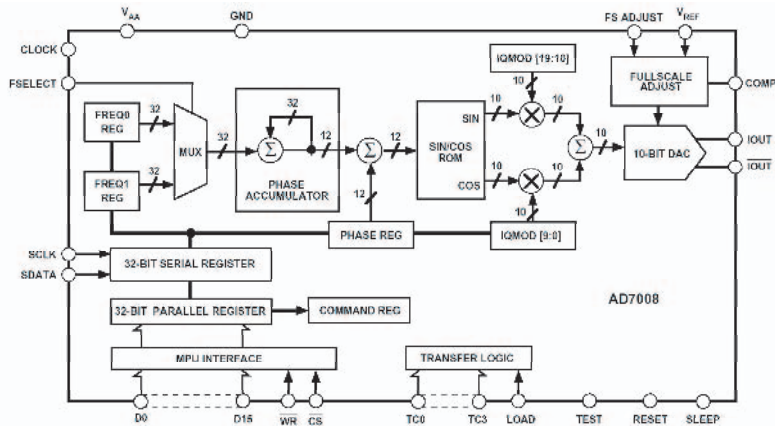 VAA
GND
FS ADJUST
VREF
CLOCK
FSELECT
COMP
IQMOD [19:10]
FULLSCALE
ADJUST
10
32
FREQ0
REG
32
32
MUX
Σ
12
PHASE
ACCUMULATOR
Σ
12
SIN
10
10
SIN/COS
ROM
COS
10
10
Σ
10
10-BIT DAC
IOUT
IOUT
FREQ1
REG
32
12
10
PHASE REG
IQMOD [9:0]
SCLK
SDATA
32-BIT SERIAL REGISTER
AD7008
32-BIT PARALLEL REGISTER
COMMAND REG
MPU INTERFACE
TRANSFER LOGIC
D0
D15
WR
CS
TC0
TC3
LOAD
TEST
RESET
SLEEP